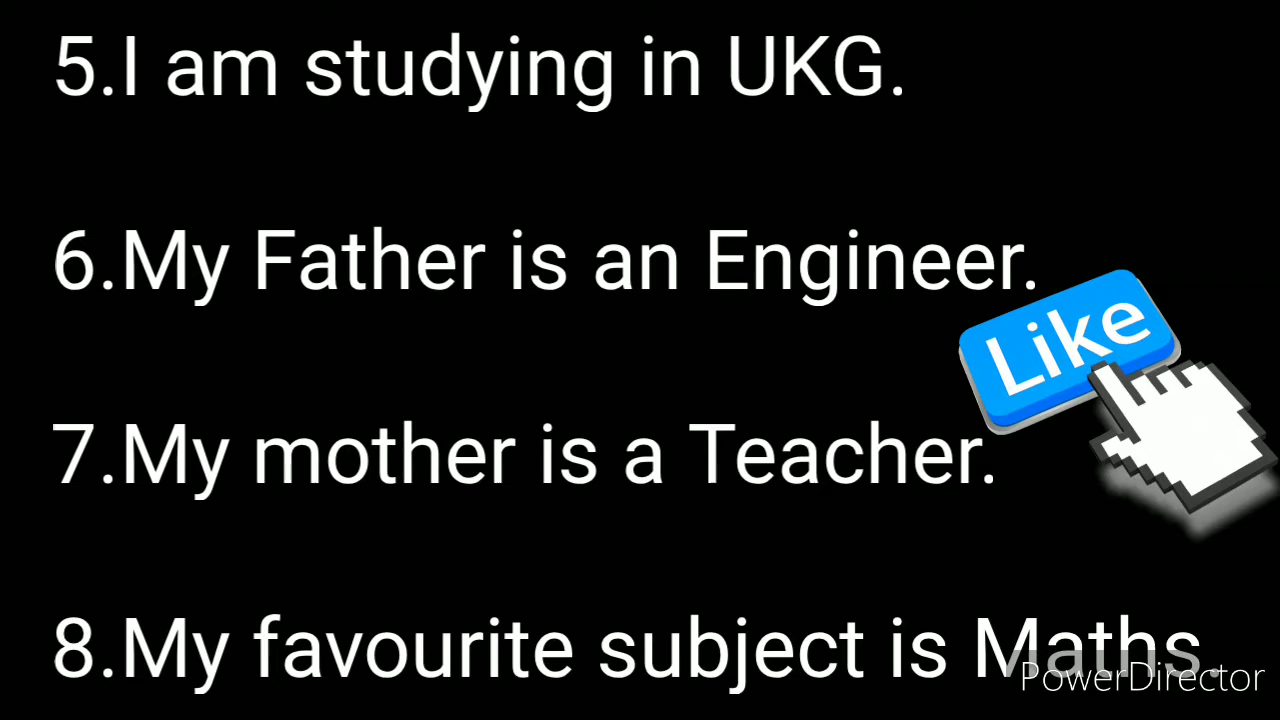 5.I am studying in UKG.
6.My Father is an Engineer.
Like
7.My mother is a Teacher.
8.My favourite subject is Maths.
PowerDirector